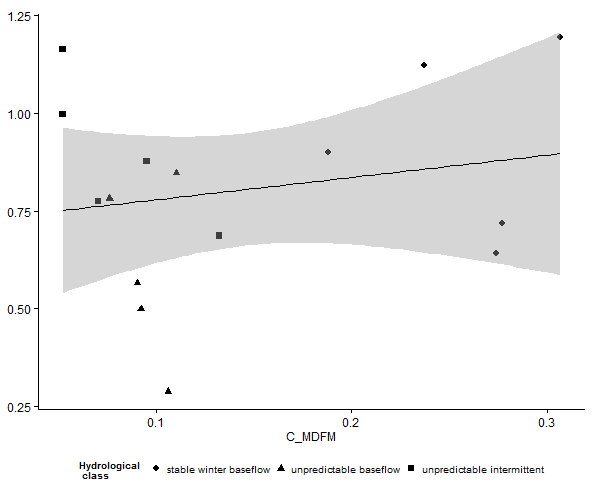 1.25
1.00
0.75
0.50
0.25
0.1 0.2 0.3
C_MDFM
Hydrological
class
stable winter baseflow unpredictable baseflow unpredictable intermittent